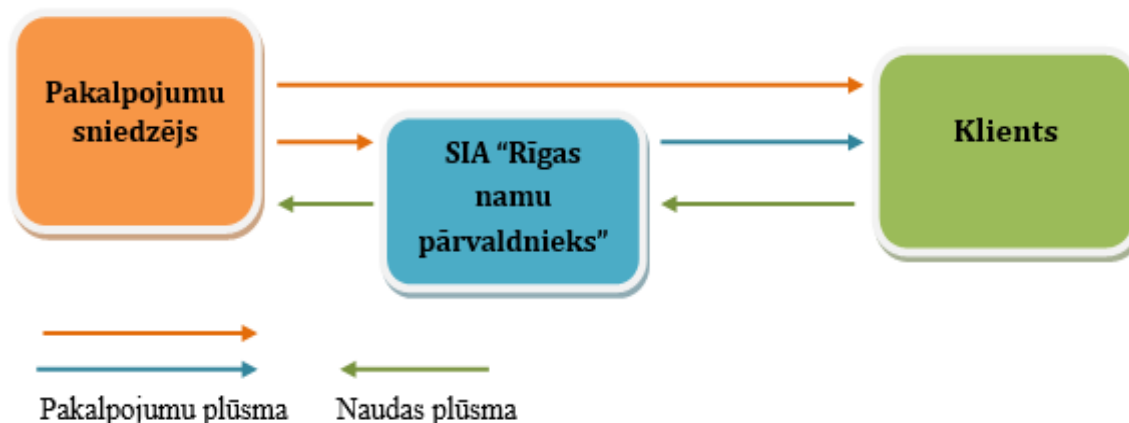 Pakalpojumu
sniedzējs
SIA “Rīgas
namu
pārvaldnieks”
Klients
Pakalpojumu plūsma
Naudas plūsma